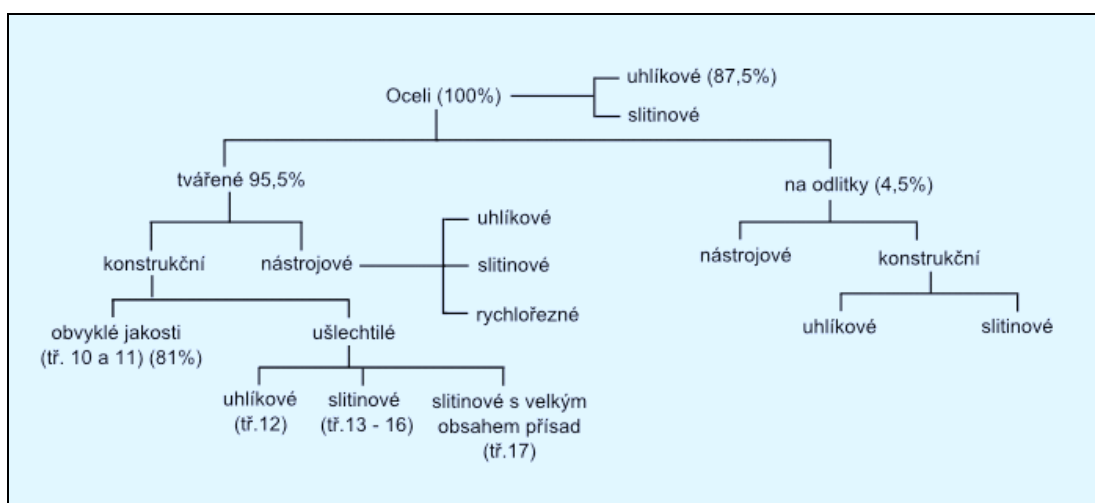 Oceli (100%)
uhlíkové (87,5%)
slitinové
tvářené 95,5%
na odlitky (4,5%)
konstrukční
nástrojové
uhlíkové
slitinové
rychlořezné
nástrojové
konstrukční
obvyklé jakosti
(tř. 10 a 11) (81%)
ušlechtilé
uhlíkové
slitinové
uhlíkové
(tř.12)
slitinové
(tř.13 - 16)
slitinové s velkým
obsahem přísad
(tř.17)